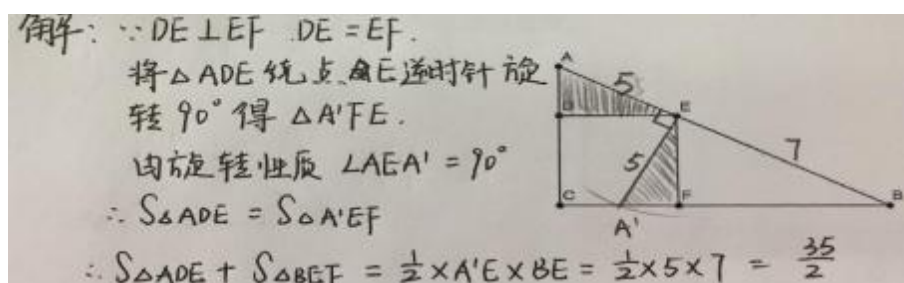 解: ∵DE⊥EF DE=EF.
将△ADE绕点E逆时针旋
转90°得△A'FE.
由旋转性质 ∠AEA'=90°
∴S△ADE=S△A'EF
∴S△ADE+S△BEF=½×A'E×BE=½×5×7=35/2
A
5
E
7
5
C
A'
F
B